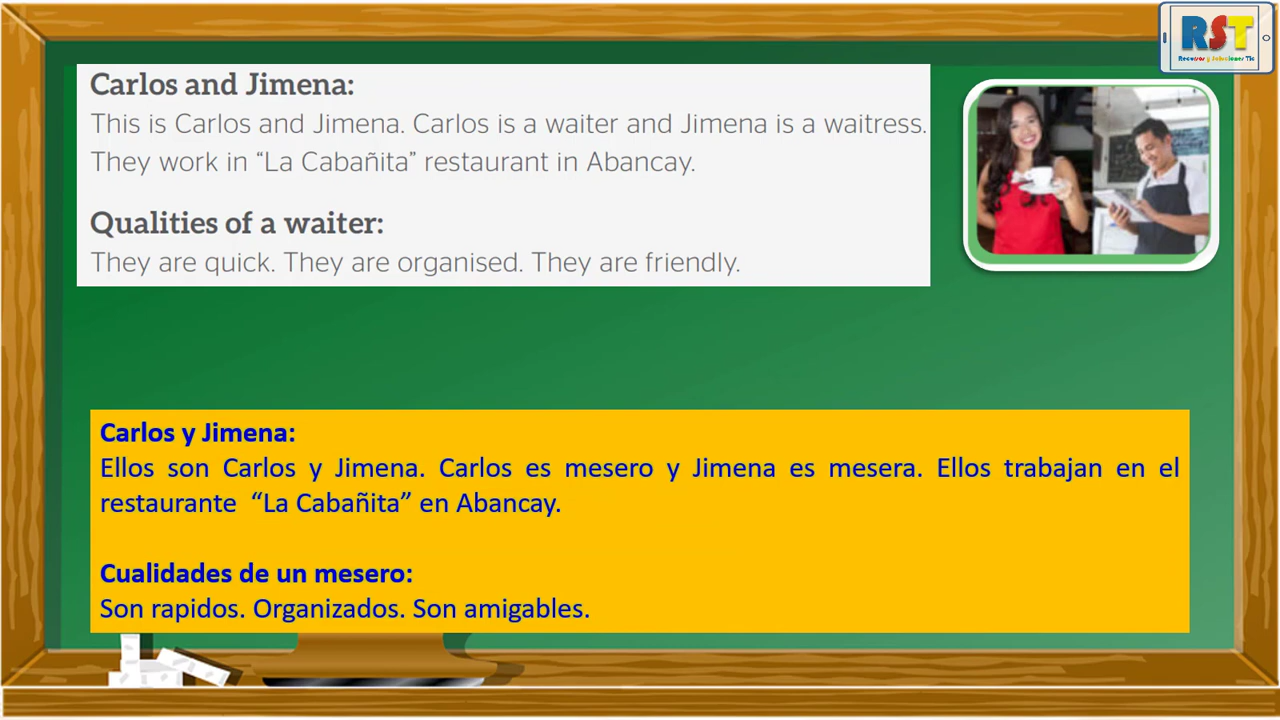 RST
Recursos y Soluciones Tic
Carlos and Jimena:
This is Carlos and Jimena. Carlos is a waiter and Jimena is a waitress.
They work in “La Cabañita” restaurant in Abancay.
Qualities of a waiter:
They are quick. They are organised. They are friendly.
Carlos y Jimena:
Ellos son Carlos y Jimena. Carlos es mesero y Jimena es mesera. Ellos trabajan en el
restaurante “La Cabañita” en Abancay.
Cualidades de un mesero:
Son rapidos. Organizados. Son amigables.